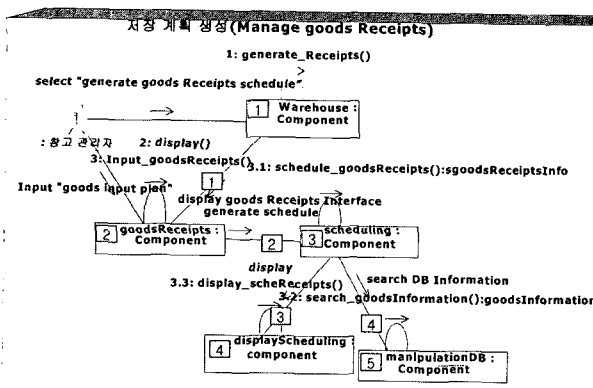 저장 계획 생성(Manage goods Receipts)
1: generate_Receipts()
select "generate goods Receipts schedule"
1 Warehouse :
Component
: 창고 관리자
2: display()
3: Input_goodsReceipts()
3.1: schedule_goodsReceipts():sgoodsReceiptsInfo
1
Input "goods input plan"
display goods Receipts Interface
generate schedule
2 goodsReceipts :
Component
2
3 scheduling :
Component
display
search DB Information
3.3: display_scheReceipts()
3.2: search_goodsInformation():goodsInformation
3
4
4 displayScheduling :
component
5 manipulationDB :
Component